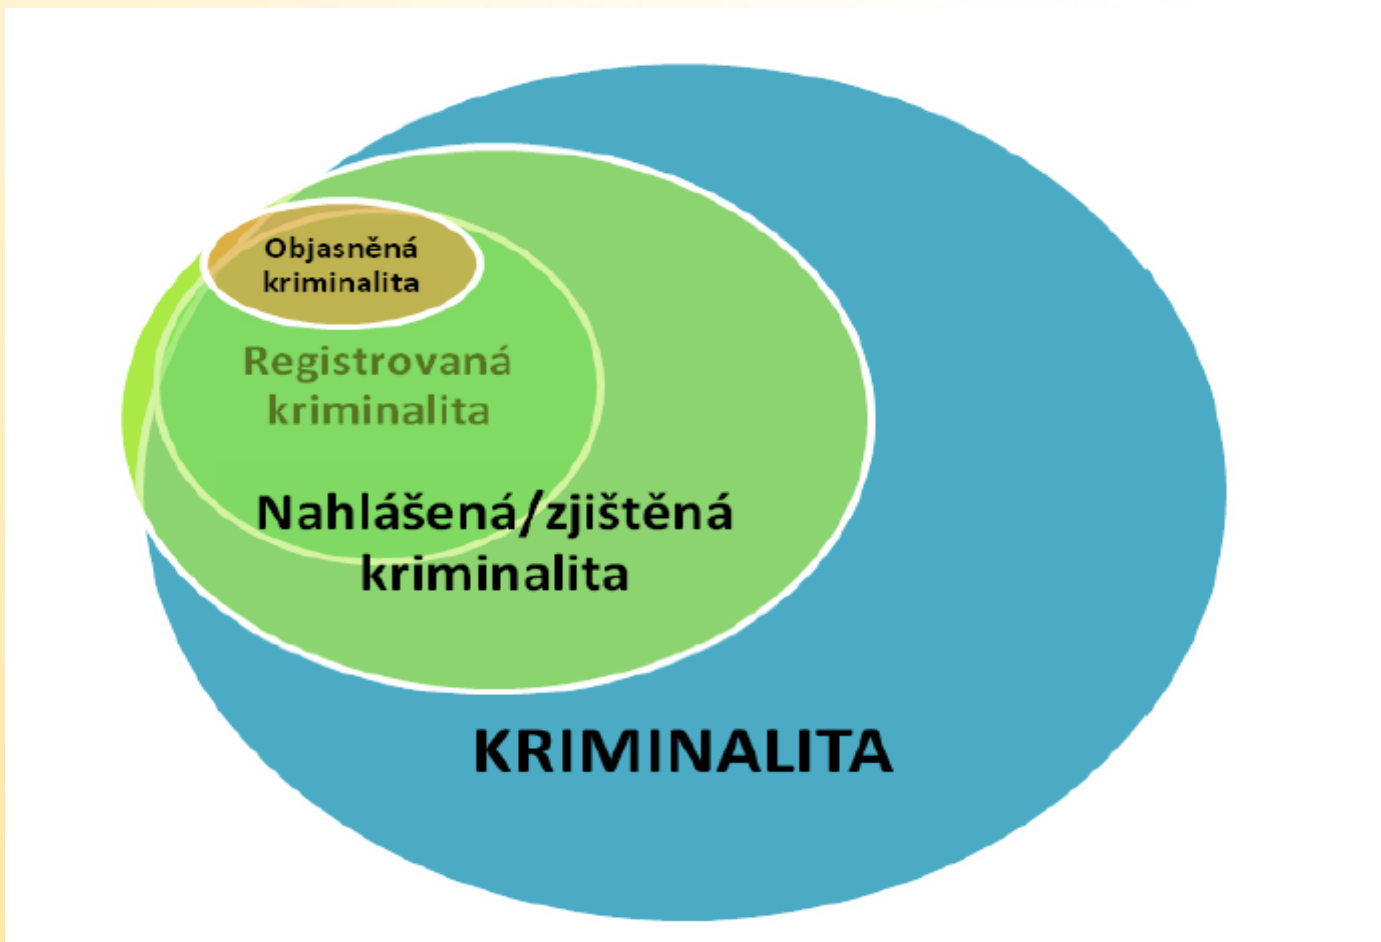 Objasněná
kriminalita
Registrovaná
kriminalita
Nahlášená/zjištěná
kriminalita
KRIMINALITA